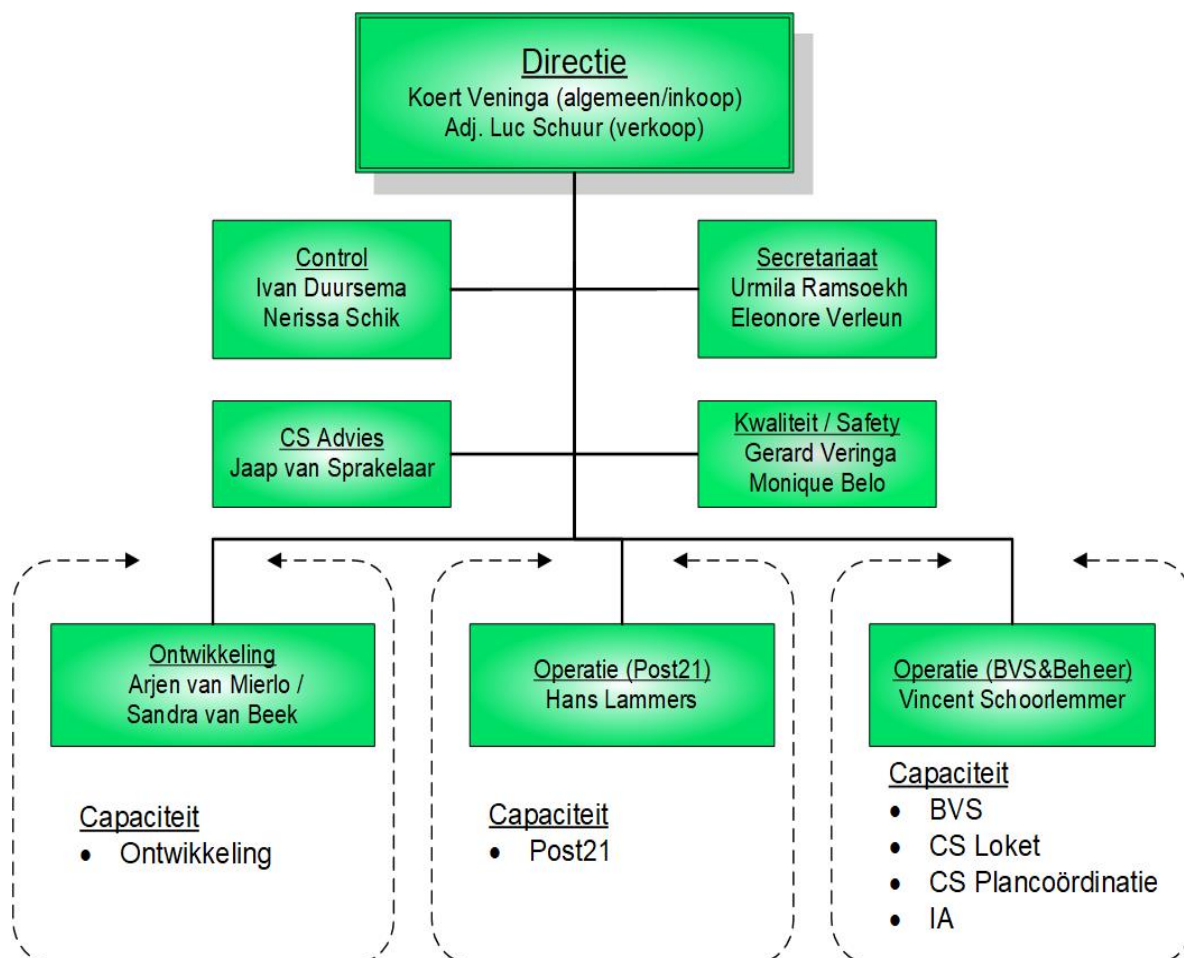 Directie
Koert Veninga (algemeen/inkoop)
Adj. Luc Schuur (verkoop)
Control
Ivan Duursema
Nerissa Schik
Secretariaat
Urmila Ramsoekh
Eleonore Verleun
CS Advies
Jaap van Sprakelaar
Kwaliteit / Safety
Gerard Veringa
Monique Belo
Ontwikkeling
Arjen van Mierlo /
Sandra van Beek
Capaciteit
• Ontwikkeling
Operatie (Post21)
Hans Lammers
Capaciteit
• Post21
Operatie (BVS&Beheer)
Vincent Schoorlemmer
Capaciteit
• BVS
• CS Loket
• CS Plancoördinatie
• IA